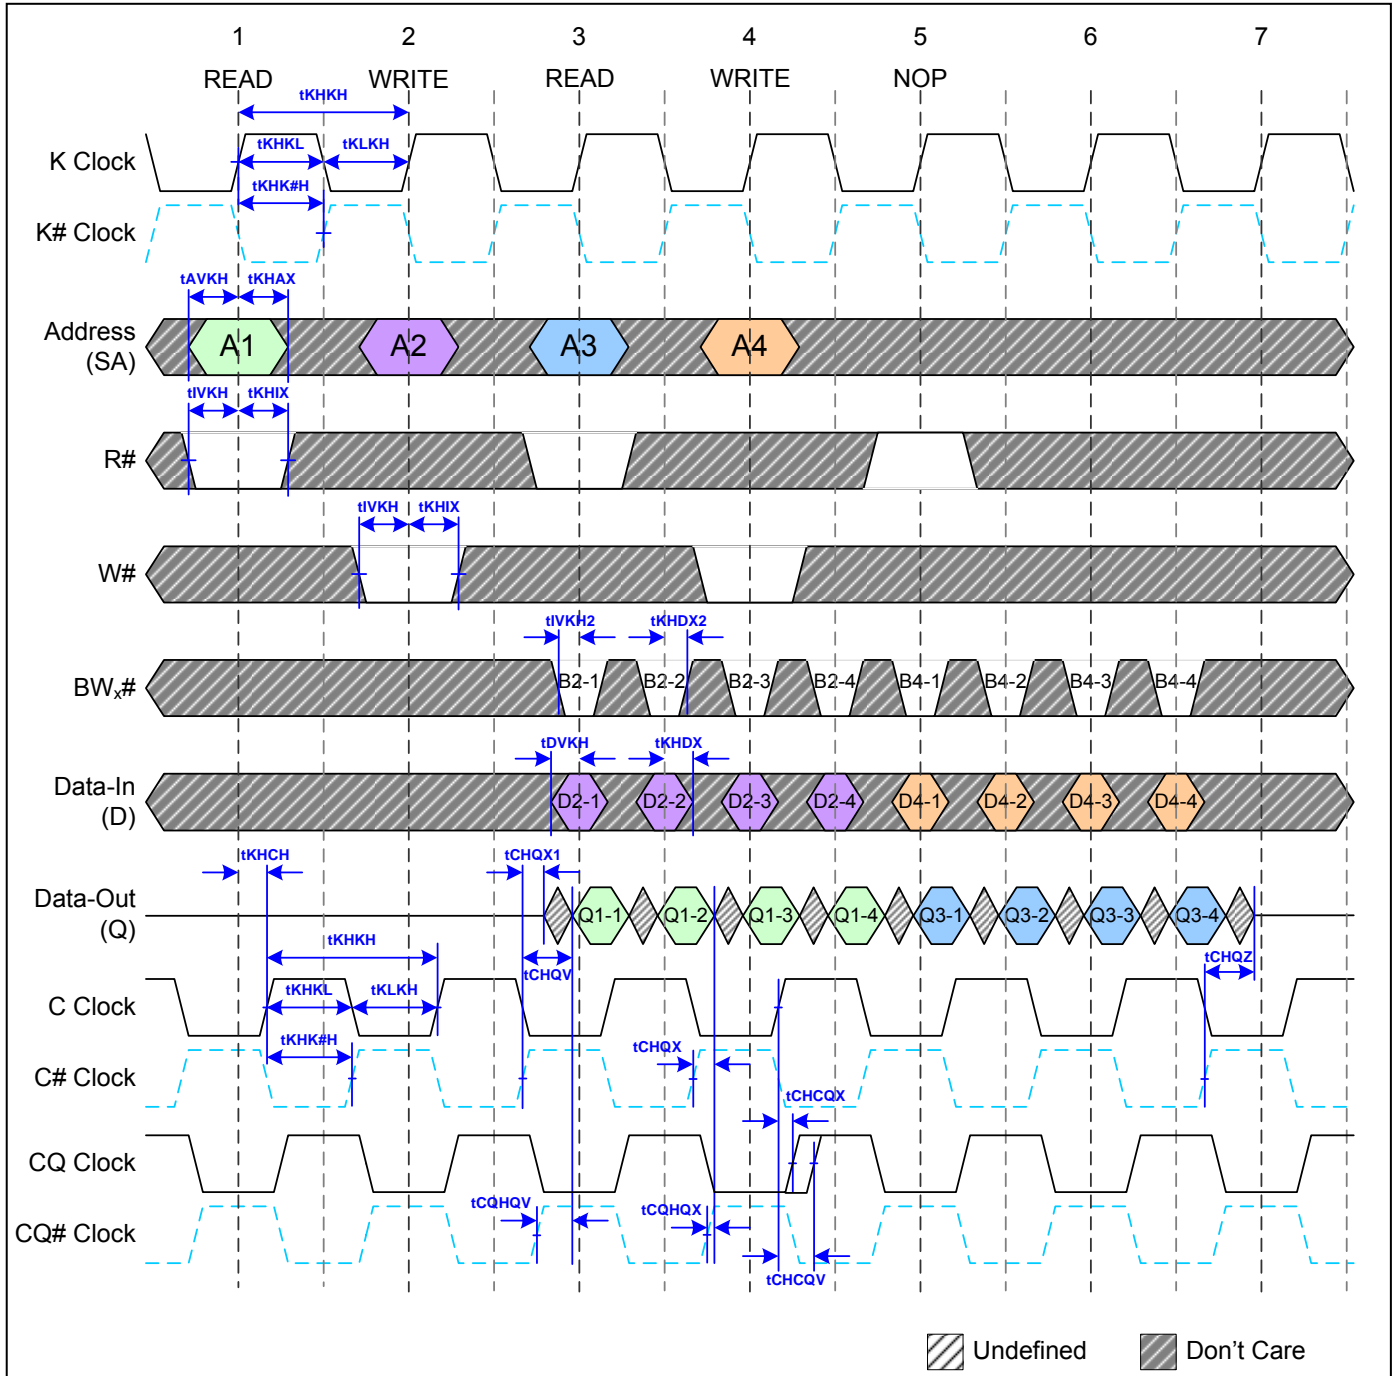 1 2 3 4 5 6 7
READ WRITE READ WRITE NOP
tKHKH
K Clock
tKHKL tKLKH
tKHK#H
K# Clock
tAVKH tKHAX
Address
(SA)
A1 A2 A3 A4
tIVKH tKHIX
R#
tIVKH tKHIX
W#
tIVKH2 tKHDX2
BWx#
B2-1 B2-2 B2-3 B2-4 B4-1 B4-2 B4-3 B4-4
tDVKH tKHDX
Data-In
(D)
D2-1 D2-2 D2-3 D2-4 D4-1 D4-2 D4-3 D4-4
tKHCH tCHQX1
Data-Out
(Q)
Q1-1 Q1-2 Q1-3 Q1-4 Q3-1 Q3-2 Q3-3 Q3-4
tKHKH
tCHQV
tCHQZ
C Clock
tKHKL tKLKH
tKHK#H
tCHQX
C# Clock
tCHCQX
CQ Clock
tCQHQV tCQHQX
CQ# Clock
tCHCQV
Undefined
Don't Care